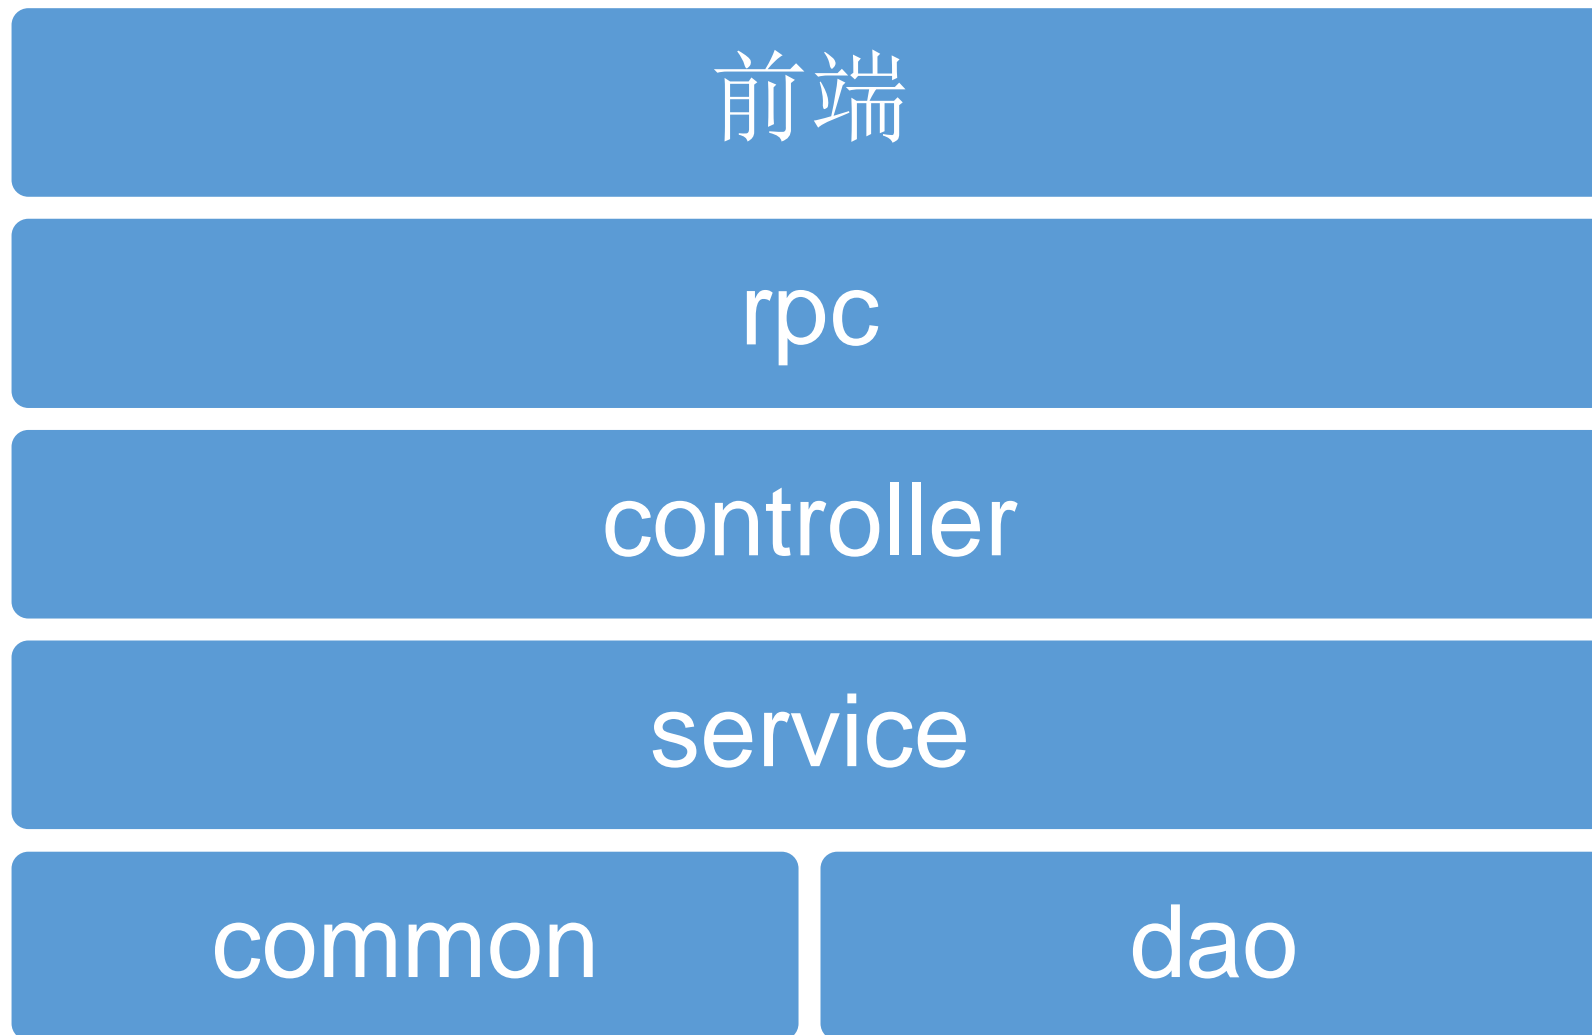 前端
rpc
controller
service
common
dao